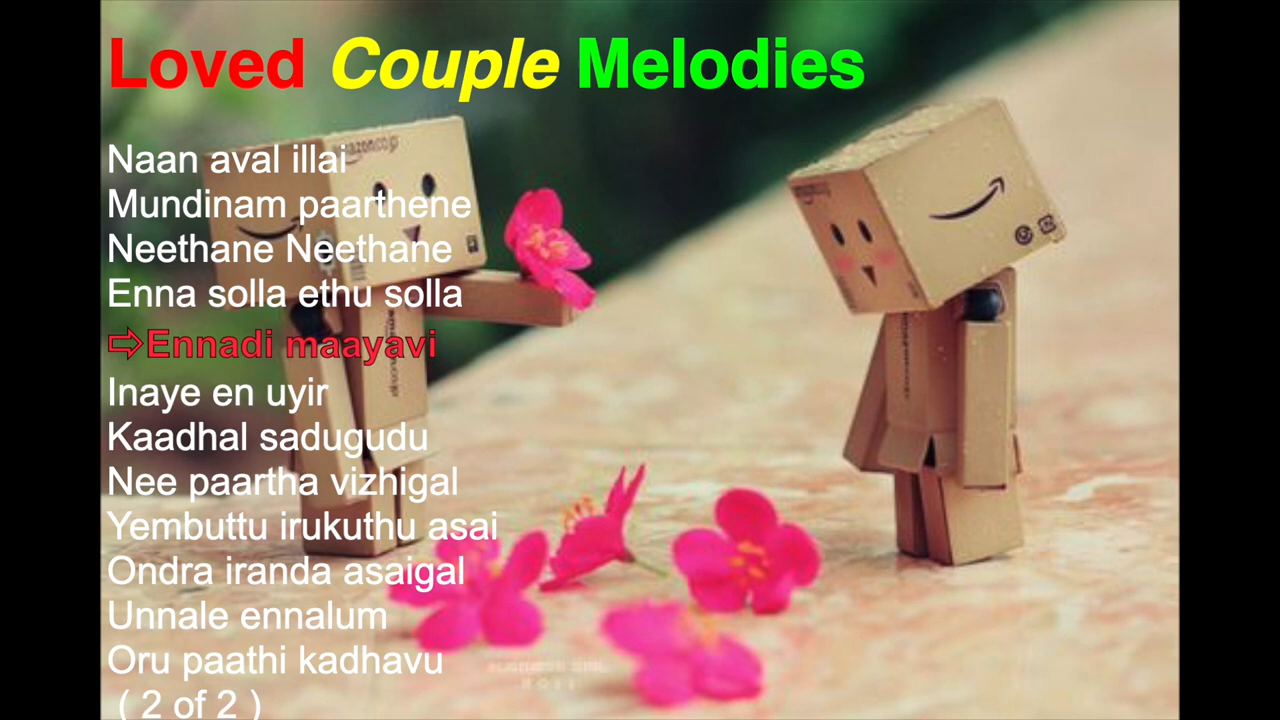 Loved Couple Melodies
Naan aval illai
Mundinam paarthene
Neethane Neethane
Enna solla ethu solla
⇨Ennadi maayavi
Inaye en uyir
Kaadhal sadugudu
Nee paartha vizhigal
Yembuttu irukuthu asai
Ondra iranda asaigal
Unnale ennalum
Oru paathi kadhavu
( 2 of 2 )